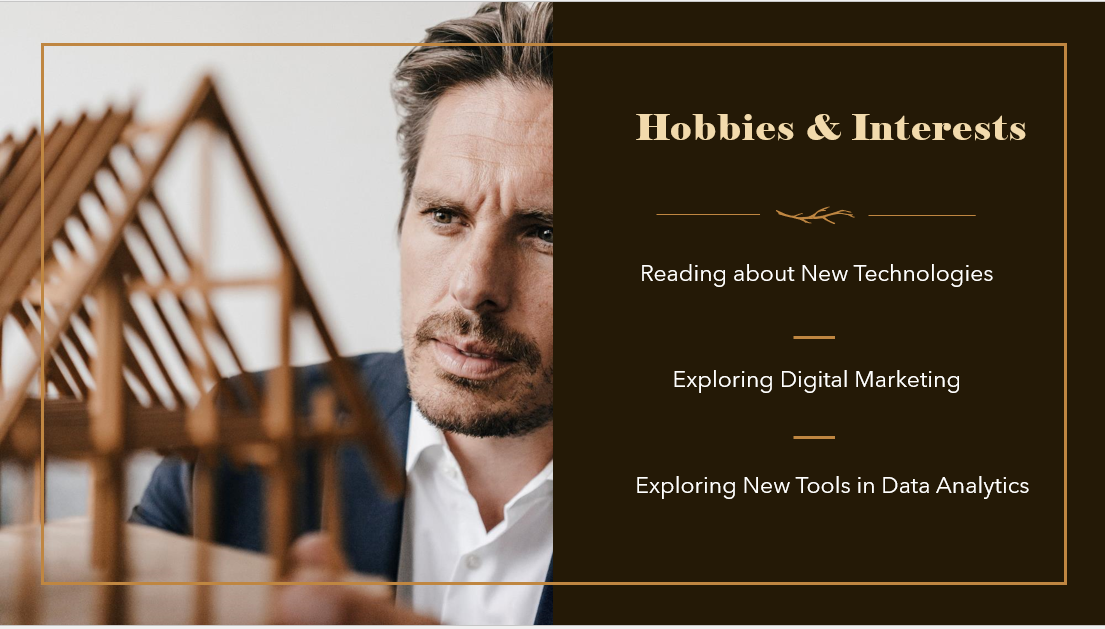 Hobbies & Interests
Reading about New Technologies
Exploring Digital Marketing
Exploring New Tools in Data Analytics